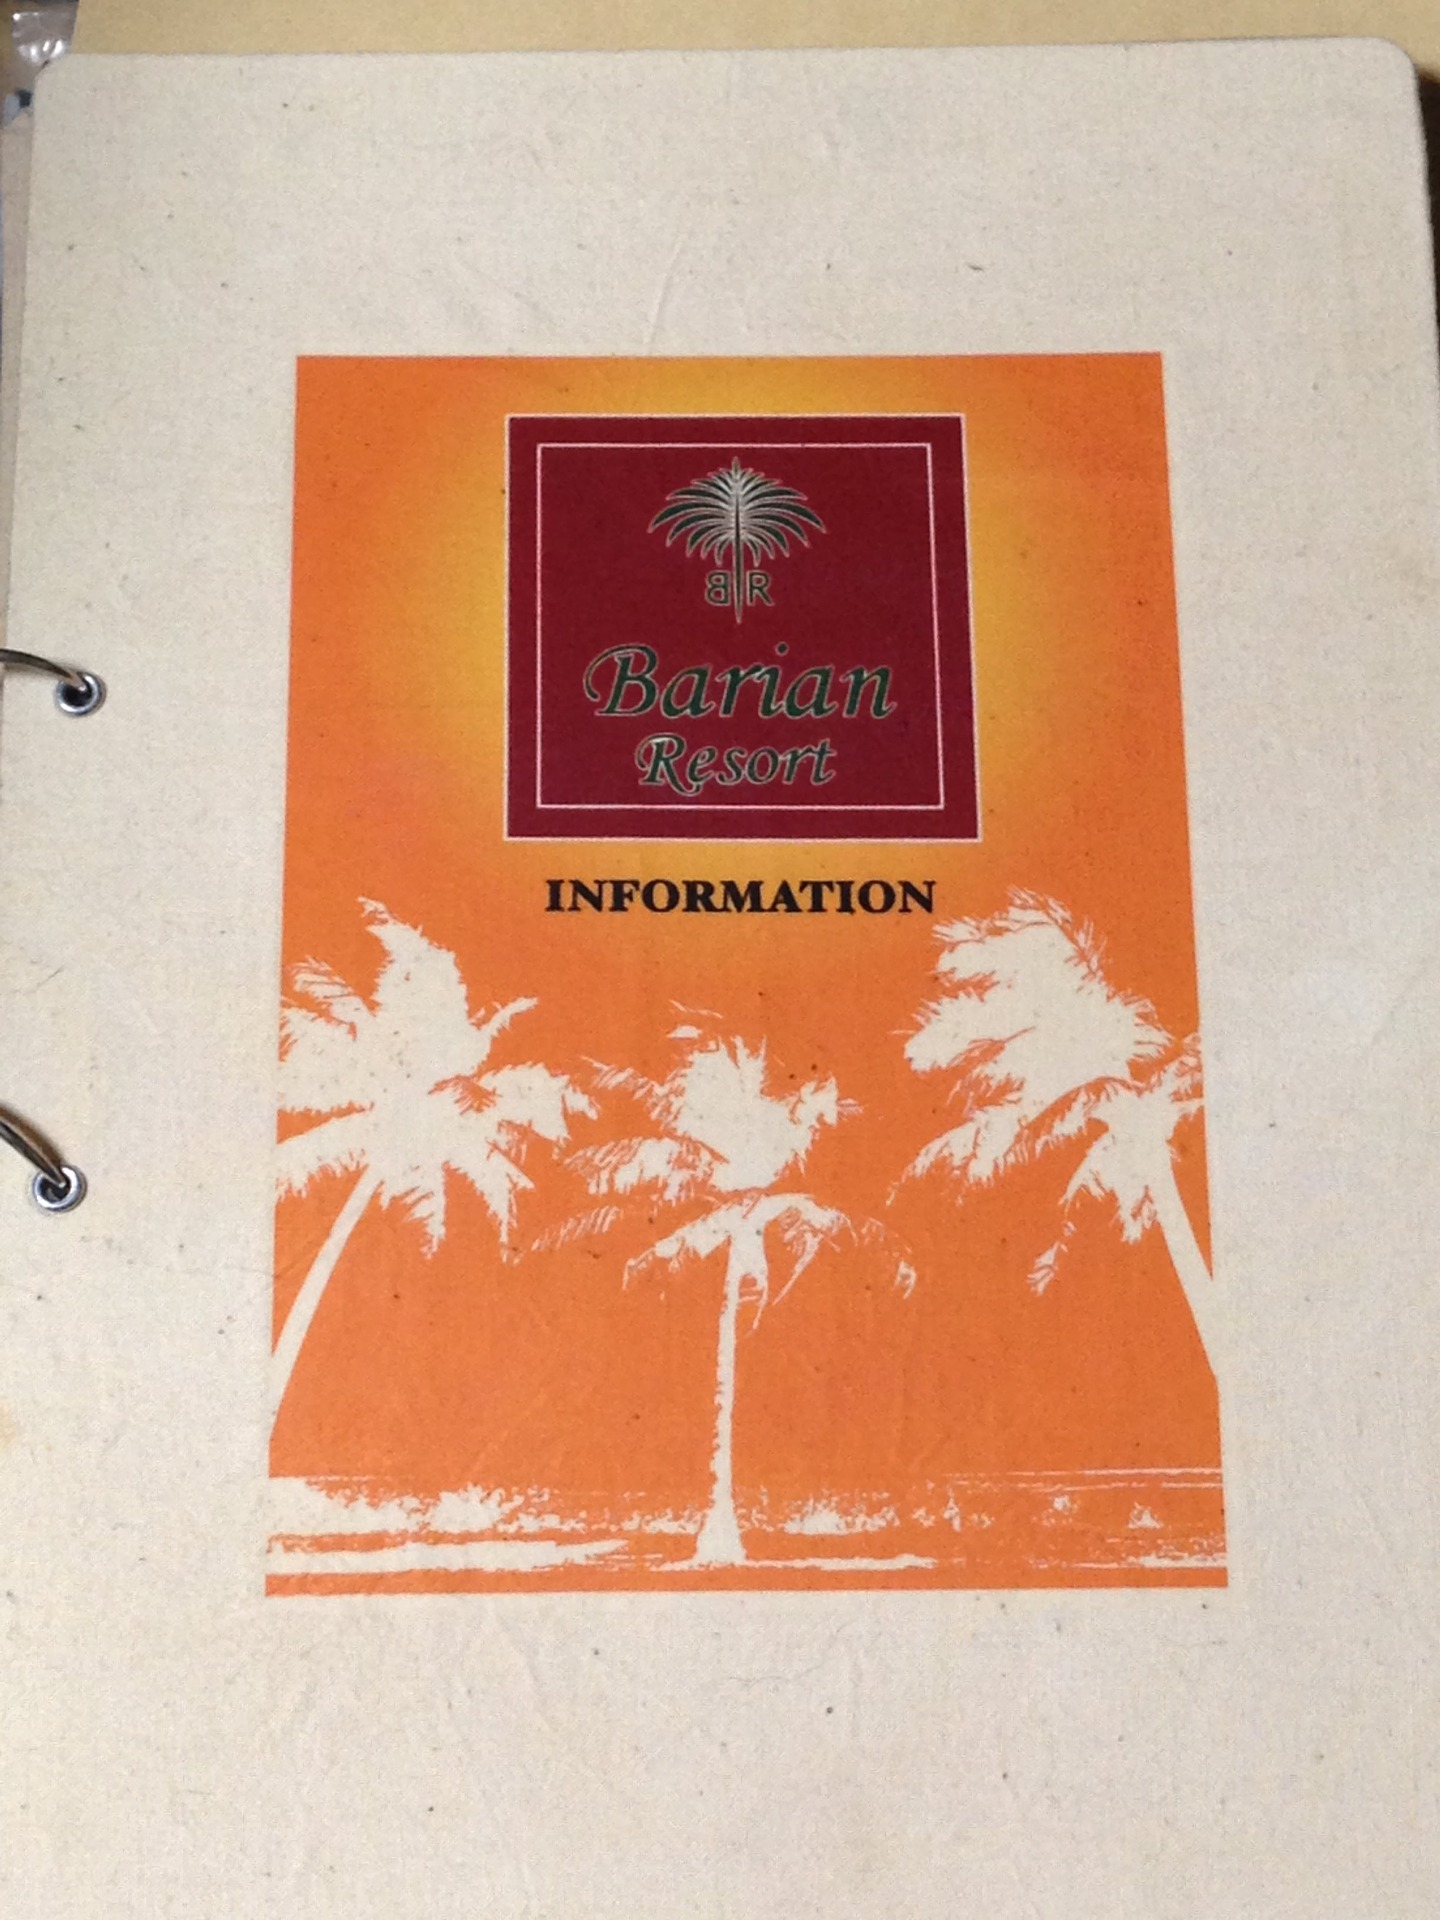 BR
Barian
Resort
INFORMATION